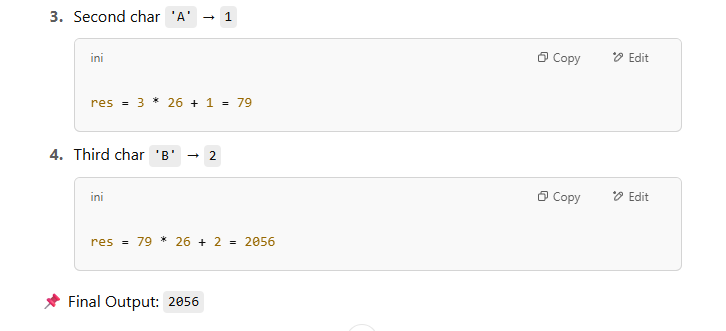 3. Second char 'A' → 1
ini
Copy
Edit
res = 3 * 26 + 1 = 79
4. Third char 'B' → 2
ini
Copy
Edit
res = 79 * 26 + 2 = 2056
📌 Final Output: 2056